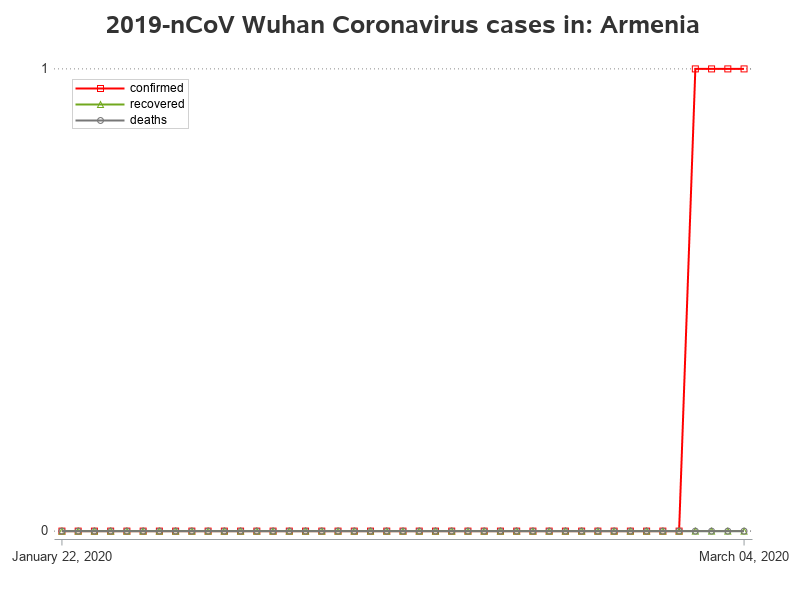 2019-nCoV Wuhan Coronavirus cases in: Armenia
1
confirmed
recovered
deaths
0
January 22, 2020
March 04, 2020